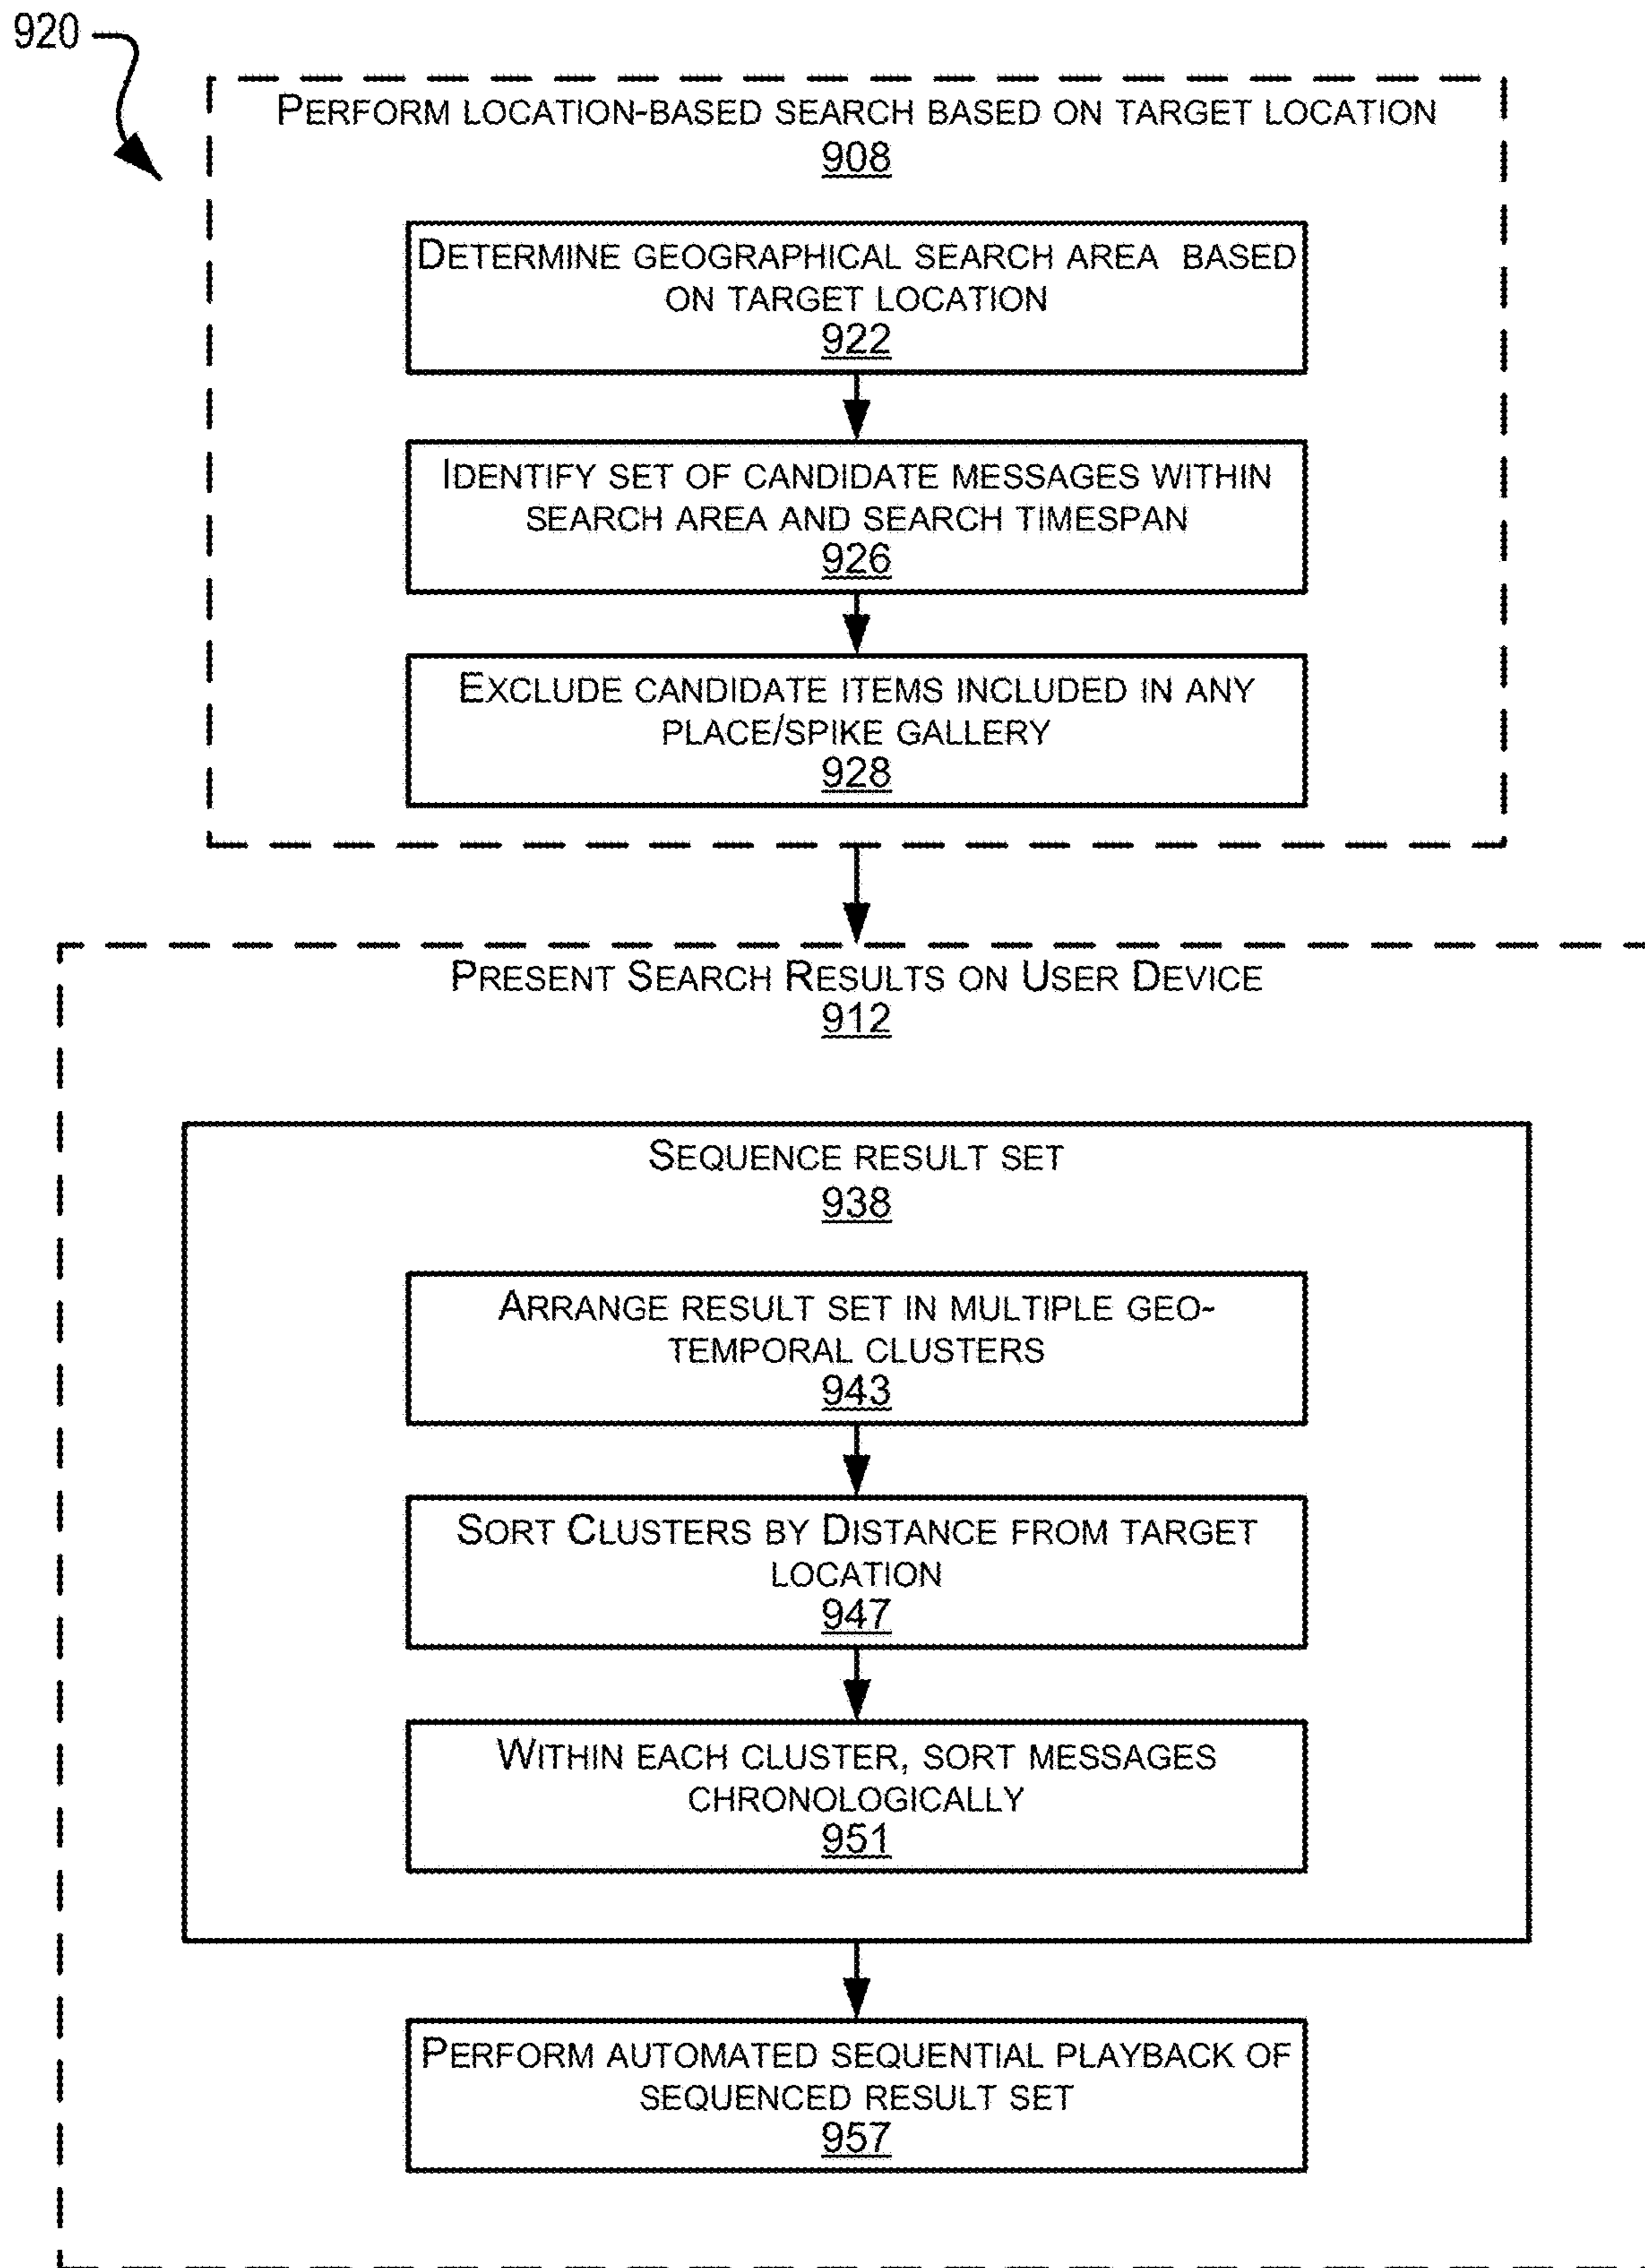 920
PERFORM LOCATION-BASED SEARCH BASED ON TARGET LOCATION
908
DETERMINE GEOGRAPHICAL SEARCH AREA BASED
ON TARGET LOCATION
922
IDENTIFY SET OF CANDIDATE MESSAGES WITHIN
SEARCH AREA AND SEARCH TIMESPAN
926
EXCLUDE CANDIDATE ITEMS INCLUDED IN ANY
PLACE/SPIKE GALLERY
928
PRESENT SEARCH RESULTS ON USER DEVICE
912
SEQUENCE RESULT SET
938
ARRANGE RESULT SET IN MULTIPLE GEO-
TEMPORAL CLUSTERS
943
SORT CLUSTERS BY DISTANCE FROM TARGET
LOCATION
947
WITHIN EACH CLUSTER, SORT MESSAGES
CHRONOLOGICALLY
951
PERFORM AUTOMATED SEQUENTIAL PLAYBACK OF
SEQUENCED RESULT SET
957